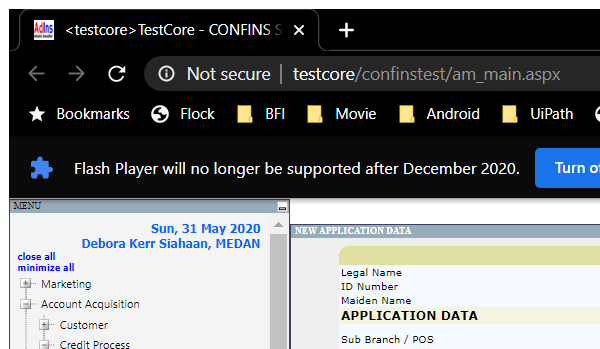 AdIns
<testcore>TestCore - CONFINS S
Not secure | testcore/confinstest/am_main.aspx
Bookmarks Flock BFI Movie Android UiPath
Flash Player will no longer be supported after December 2020. Turn of
MENU
Sun, 31 May 2020
Debora Kerr Siahaan, MEDAN
close all
minimize all
Marketing
Account Acquisition
Customer
Credit Process
NEW APPLICATION DATA
Legal Name
ID Number
Maiden Name
APPLICATION DATA
Sub Branch / POS